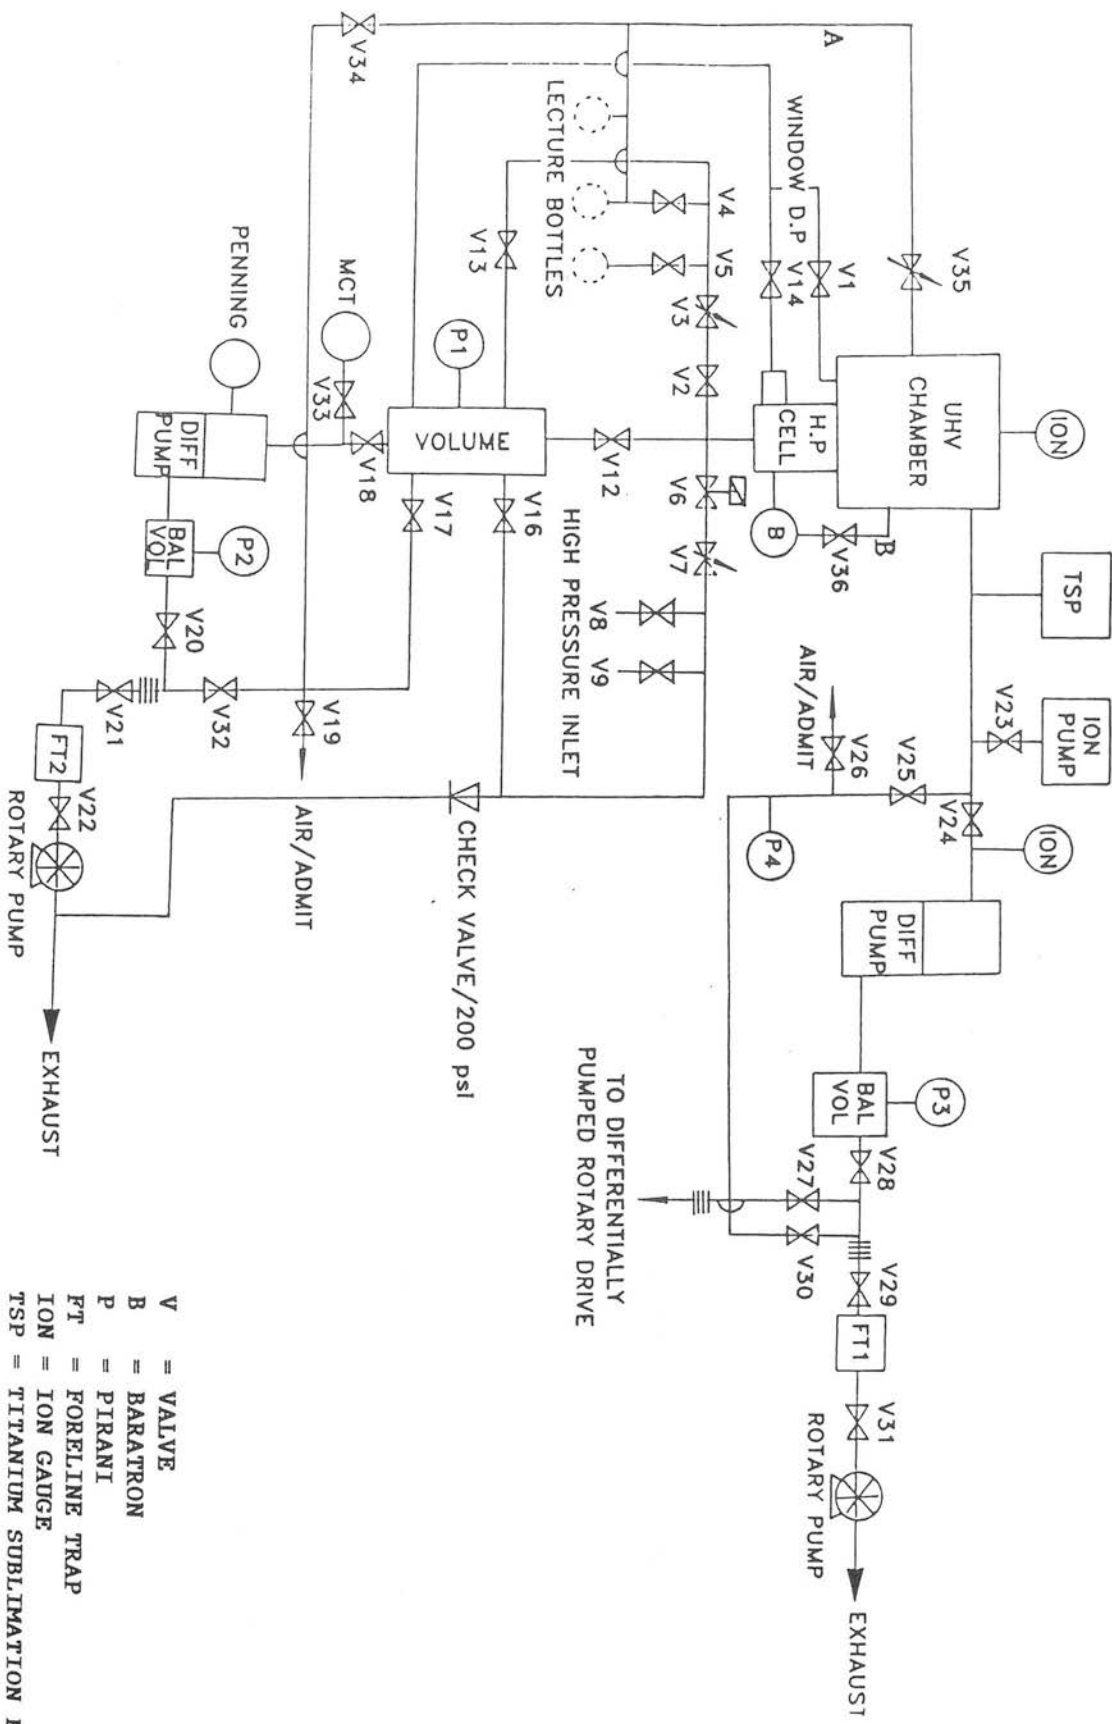 A
V35
V34
WINDOW D.P
V1
V14
LECTURE BOTTLES
V4
V5
V3
V2
V13
UHV
CHAMBER
ION
H.P
CELL
PENNING
MCT
V33
P1
VOLUME
V12
V6
V18
V17
V16
B
V36
B
V7
TSP
DIFF
PUMP
BAL
VOL
P2
V20
HIGH PRESSURE INLET
V8
V9
AIR/ADMIT
V26
V25
V23
ION
PUMP
V24
ION
V21
V32
V19
AIR/ADMIT
FT2
V22
ROTARY PUMP
EXHAUST
CHECK VALVE/200 psi
P4
DIFF
PUMP
BAL
VOL
P3
V28
V27
V30
V29
TO DIFFERENTIALLY
PUMPED ROTARY DRIVE
FT1
V31
ROTARY PUMP
EXHAUST
V = VALVE
B = BARATRON
P = PIRANI
FT = FORELINE TRAP
ION = ION GAUGE
TSP = TITANIUM SUBLIMATION